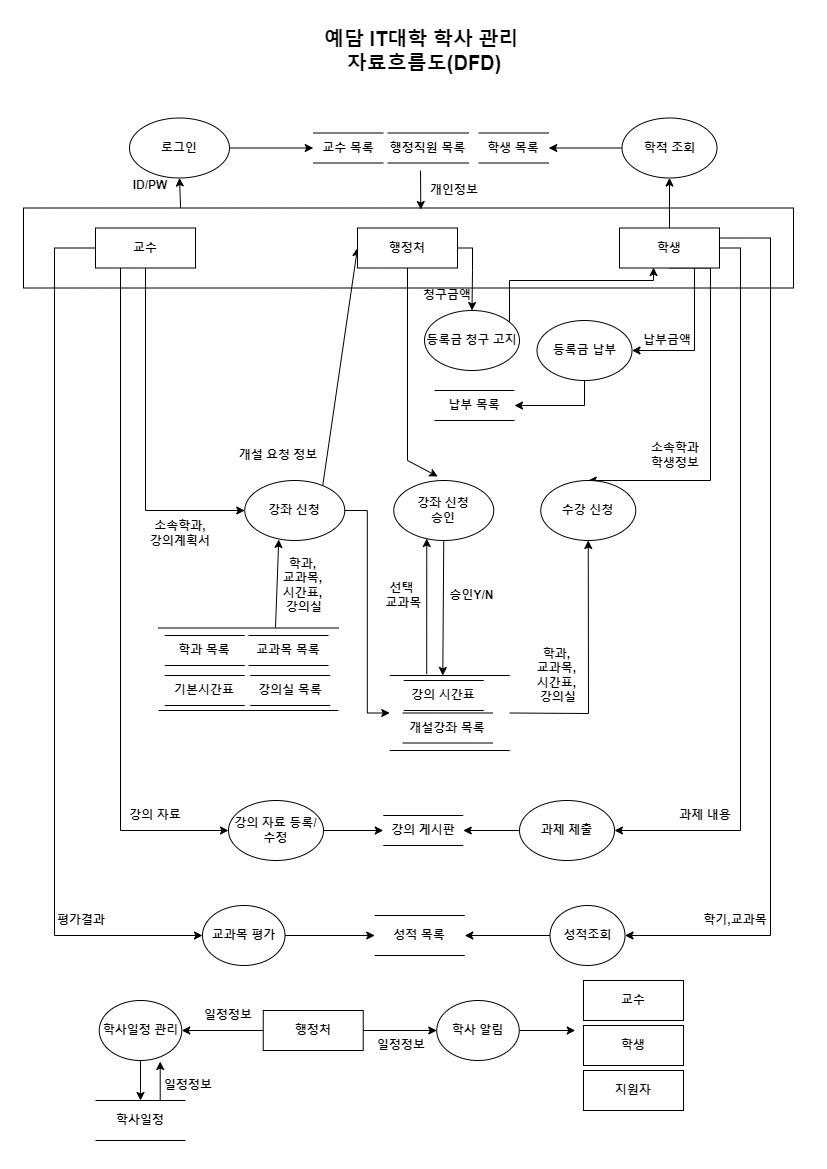 예담 IT대학 학사 관리
자료흐름도(DFD)
로그인
교수 목록
행정직원 목록
학생 목록
학적 조회
ID/PW
개인정보
교수
행정처
학생
청구금액
등록금 청구 고지
등록금 납부
납부금액
납부 목록
개설 요청 정보
소속학과
학생정보
강좌 신청
강좌 신청
승인
수강 신청
소속학과,
강의계획서
학과,
교과목,
시간표,
강의실
선택
교과목
승인Y/N
학과 목록
교과목 목록
기본시간표
강의실 목록
학과,
교과목,
시간표,
강의실
강의 시간표
개설강좌 목록
강의 자료
강의 자료 등록/
수정
강의 게시판
과제 제출
과제 내용
평가결과
교과목 평가
성적 목록
성적조회
학기,교과목
학사일정 관리
일정정보
행정처
일정정보
학사 알림
교수
학생
지원자
일정정보
학사일정